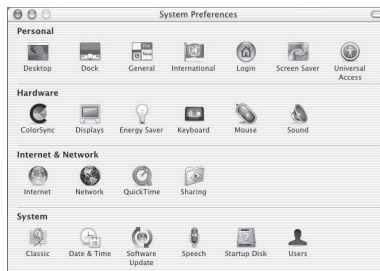 System Preferences
Personal
Desktop Dock General International Login Screen Saver Universal Access
Hardware
ColorSync Displays Energy Saver Keyboard Mouse Sound
Internet & Network
Internet Network QuickTime Sharing
System
Classic Date & Time Software Update Speech Startup Disk Users